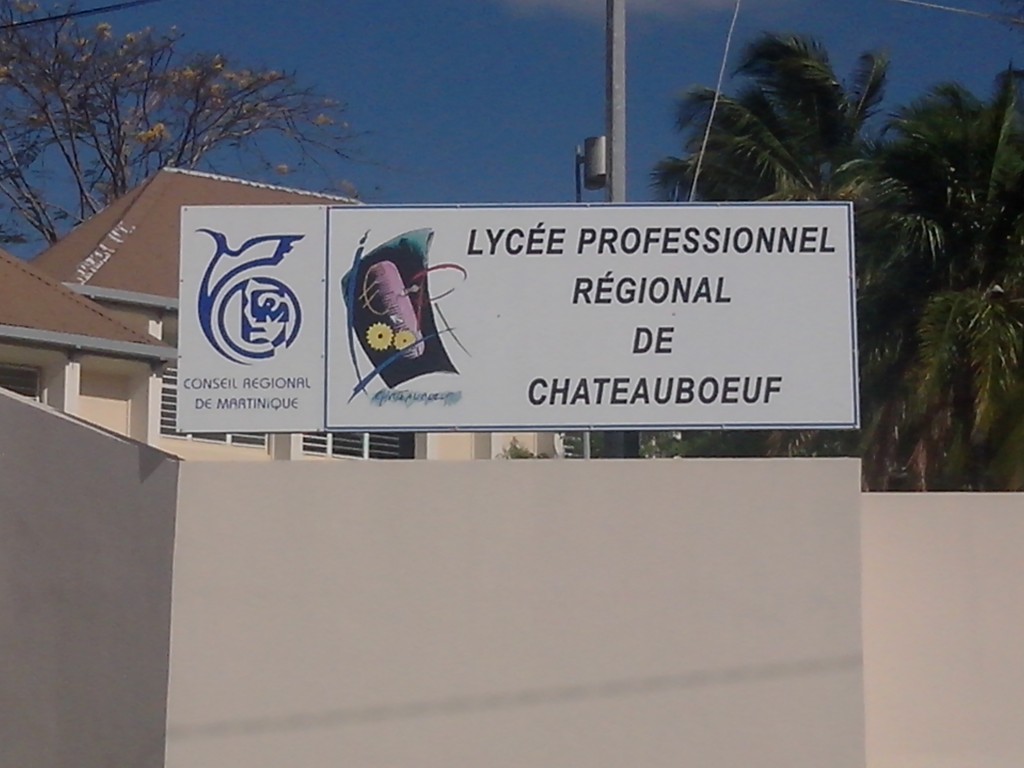 CONSEIL REGIONAL
DE MARTINIQUE
LYCÉE PROFESSIONNEL
RÉGIONAL
DE
CHATEAUBOEUF